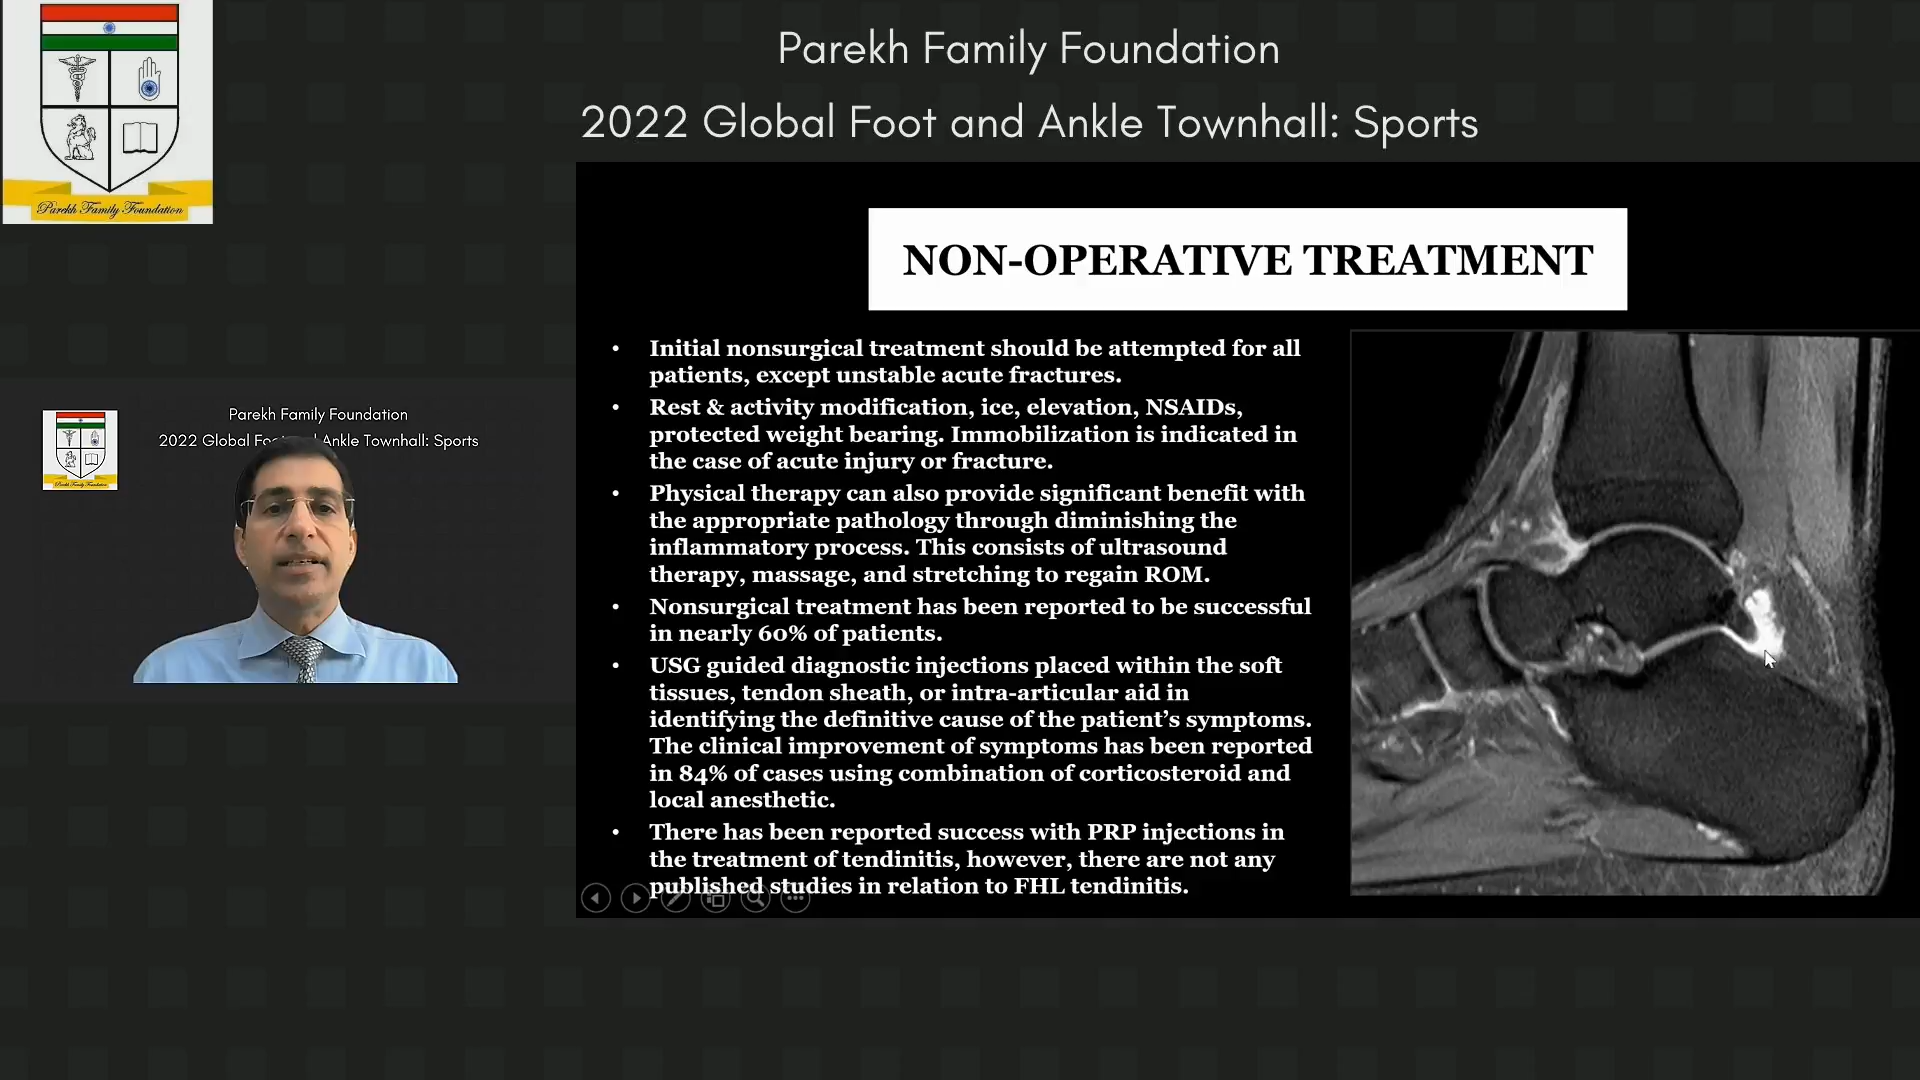 Parekh Family Foundation
2022 Global Foot and Ankle Townhall: Sports
Parekh Family Foundation
NON-OPERATIVE TREATMENT
• Initial nonsurgical treatment should be attempted for all
patients, except unstable acute fractures.
• Rest & activity modification, ice, elevation, NSAIDs,
protected weight bearing. Immobilization is indicated in
the case of acute injury or fracture.
• Physical therapy can also provide significant benefit with
the appropriate pathology through diminishing the
inflammatory process. This consists of ultrasound
therapy, massage, and stretching to regain ROM.
• Nonsurgical treatment has been reported to be successful
in nearly 60% of patients.
• USG guided diagnostic injections placed within the soft
tissues, tendon sheath, or intra-articular aid in
identifying the definitive cause of the patient's symptoms.
The clinical improvement of symptoms has been reported
in 84% of cases using combination of corticosteroid and
local anesthetic.
• There has been reported success with PRP injections in
the treatment of tendinitis, however, there are not any
published studies in relation to FHL tendinitis.
Parekh Family Foundation
2022 Global Ankle Townhall: Sports